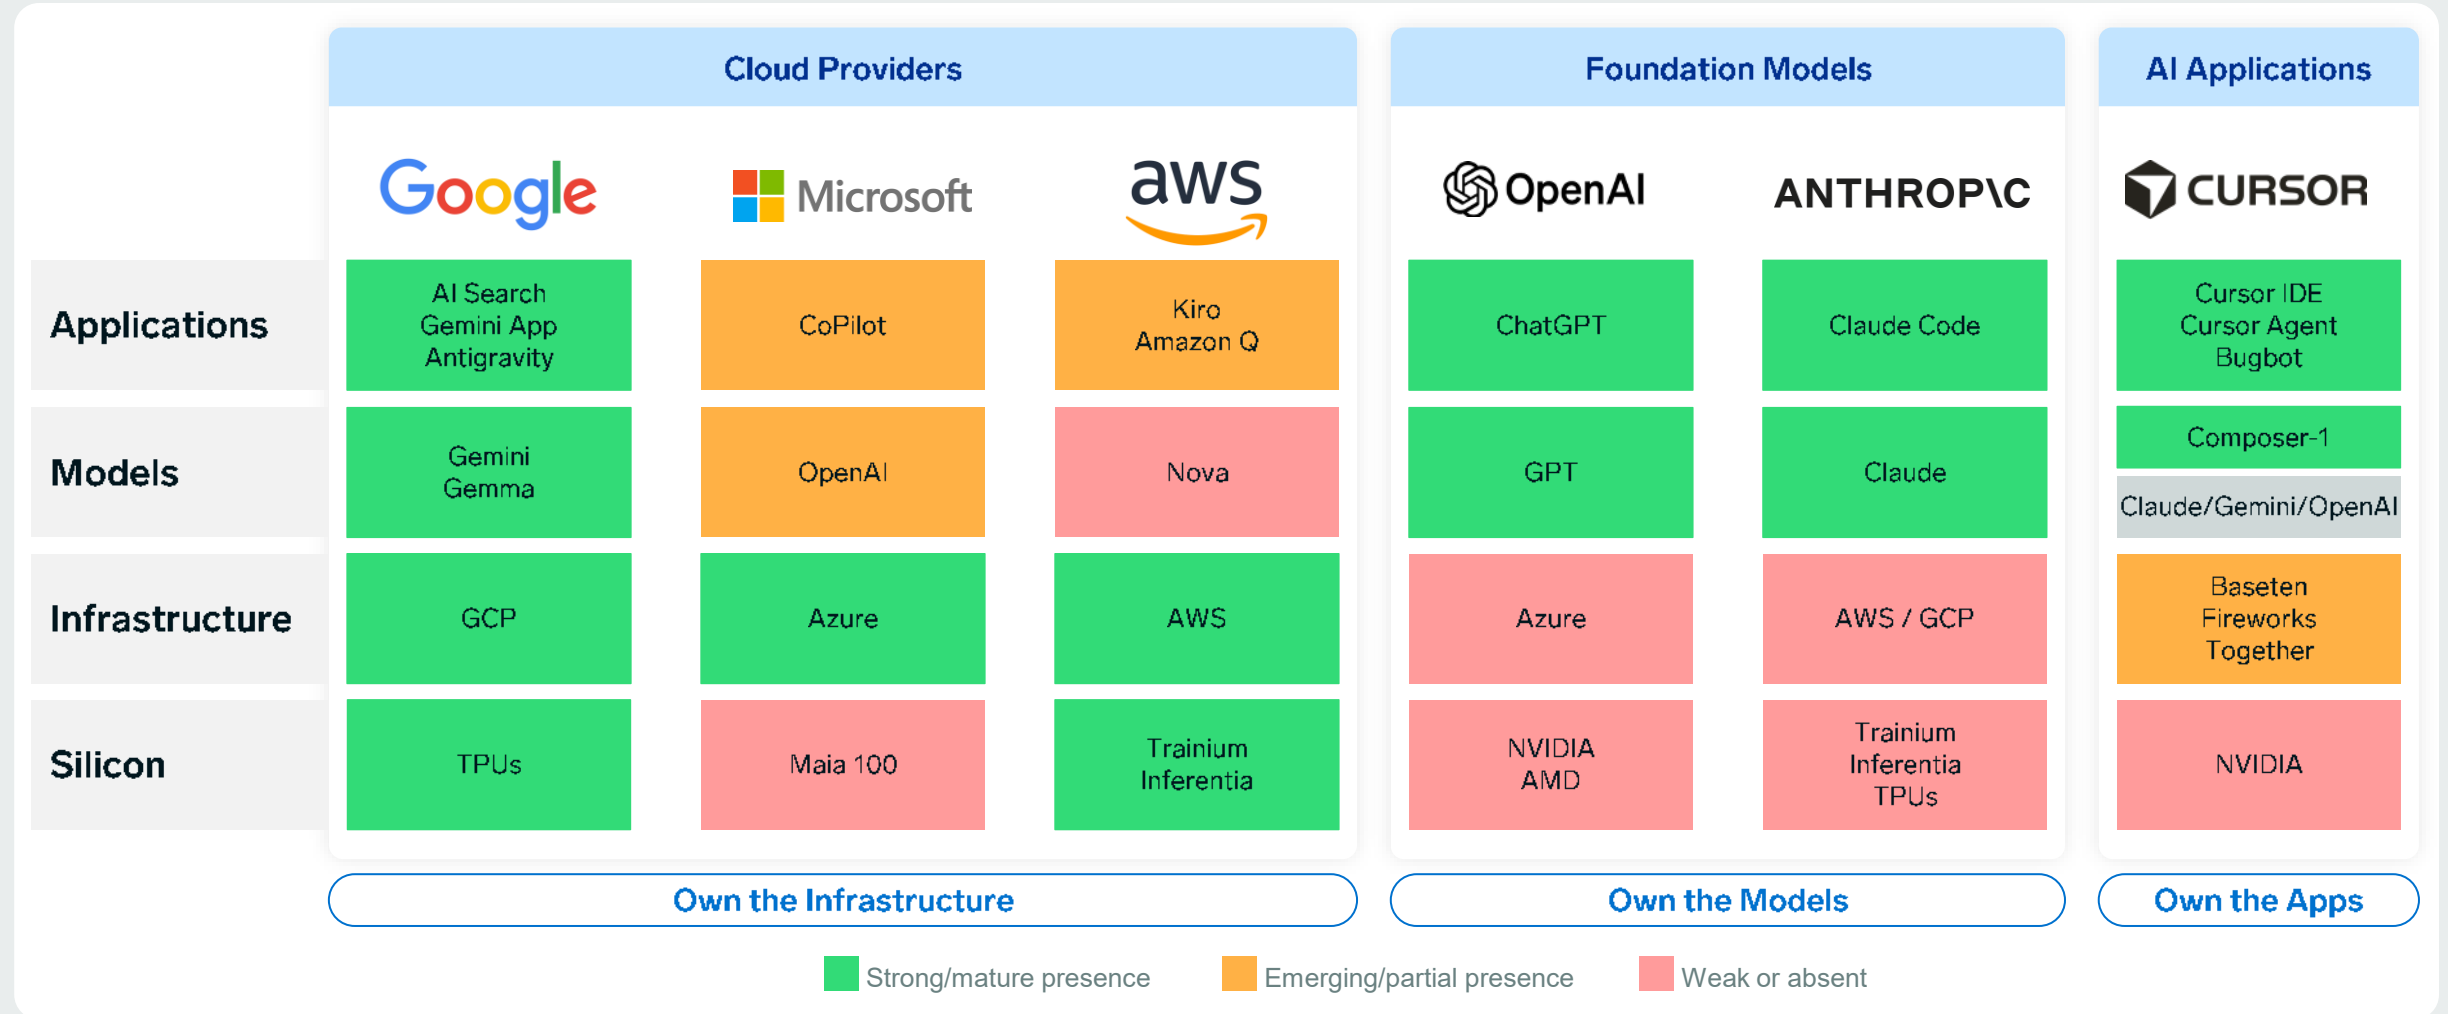 Cloud Providers
Foundation Models
AI Applications
Google
Microsoft
aws
OpenAI
ANTHROP\C
CURSOR
Applications
AI Search
Gemini App
Antigravity
CoPilot
Kiro
Amazon Q
ChatGPT
Claude Code
Cursor IDE
Cursor Agent
Bugbot
Models
Gemini
Gemma
OpenAI
Nova
GPT
Claude
Composer-1
Claude/Gemini/OpenAI
Infrastructure
GCP
Azure
AWS
Azure
AWS / GCP
Baseten
Fireworks
Together
Silicon
TPUs
Maia 100
Trainium
Inferentia
NVIDIA
AMD
Trainium
Inferentia
TPUs
NVIDIA
Own the Infrastructure
Own the Models
Own the Apps
Strong/mature presence
Emerging/partial presence
Weak or absent